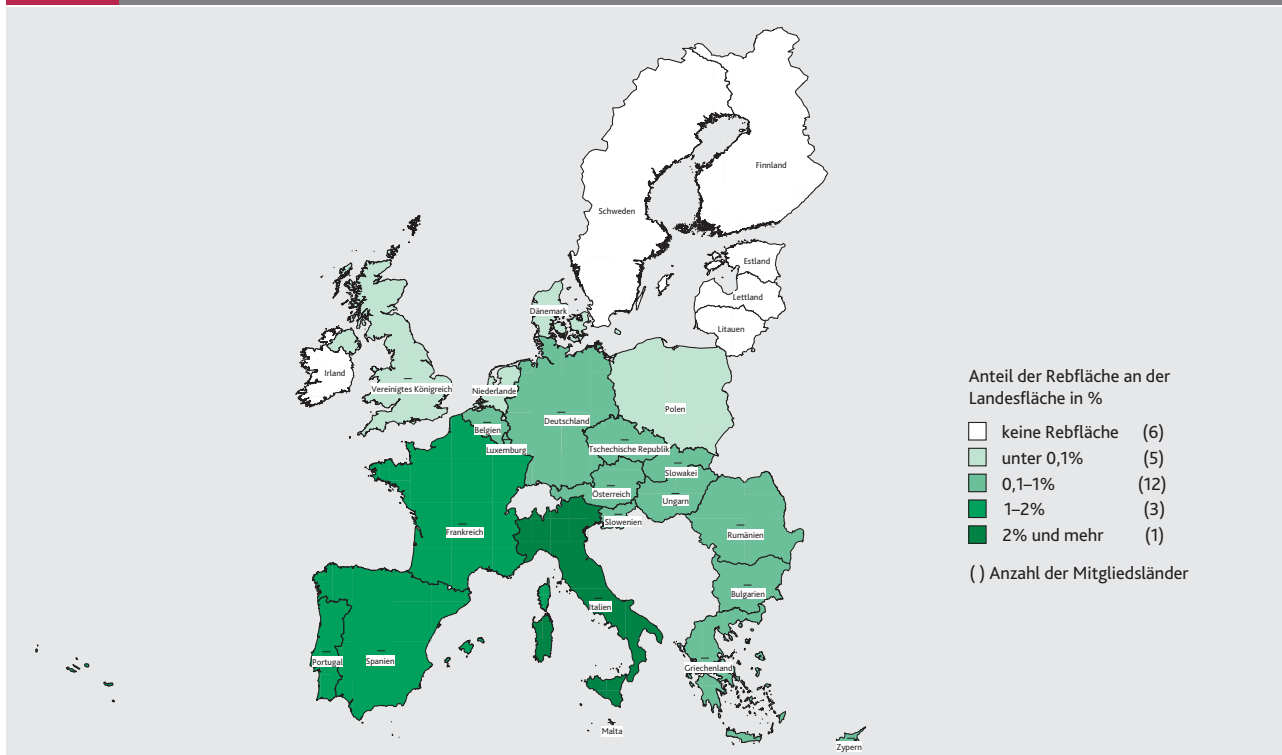 Finnland
Schweden
Estland
Lettland
Litauen
Dänemark
Irland
Vereinigtes Königreich
Niederlande
Polen
Deutschland
Belgien
Luxemburg
Tschechische Republik
Slowakei
Österreich
Ungarn
Slowenien
Frankreich
Rumänien
Bulgarien
Italien
Portugal
Spanien
Griechenland
Malta
Zypern
Anteil der Rebfläche an der
Landesfläche in %
keine Rebfläche (6)
unter 0,1% (5)
0,1–1% (12)
1–2% (3)
2% und mehr (1)
( ) Anzahl der Mitgliedsländer